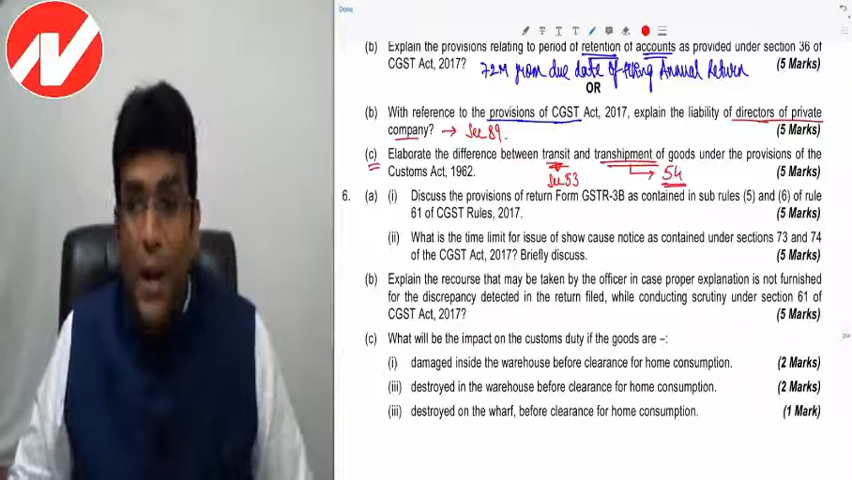 Done
(b) Explain the provisions relating to period of retention of accounts as provided under section 36 of
CGST Act, 2017? 72M from due date of filing Annual Return (5 Marks)
OR
(b) With reference to the provisions of CGST Act, 2017, explain the liability of directors of private
company? → Sec 89. (5 Marks)
(c) Elaborate the difference between transit and transhipment of goods under the provisions of the
Customs Act, 1962. Sec 53 → 54 (5 Marks)
6. (a) (i) Discuss the provisions of return Form GSTR-3B as contained in sub rules (5) and (6) of rule
61 of CGST Rules, 2017. (5 Marks)
(ii) What is the time limit for issue of show cause notice as contained under sections 73 and 74
of the CGST Act, 2017? Briefly discuss. (5 Marks)
(b) Explain the recourse that may be taken by the officer in case proper explanation is not furnished
for the discrepancy detected in the return filed, while conducting scrutiny under section 61 of
CGST Act, 2017? (5 Marks)
(c) What will be the impact on the customs duty if the goods are –:
(i) damaged inside the warehouse before clearance for home consumption. (2 Marks)
(iii) destroyed in the warehouse before clearance for home consumption. (2 Marks)
(iii) destroyed on the wharf, before clearance for home consumption. (1 Mark)